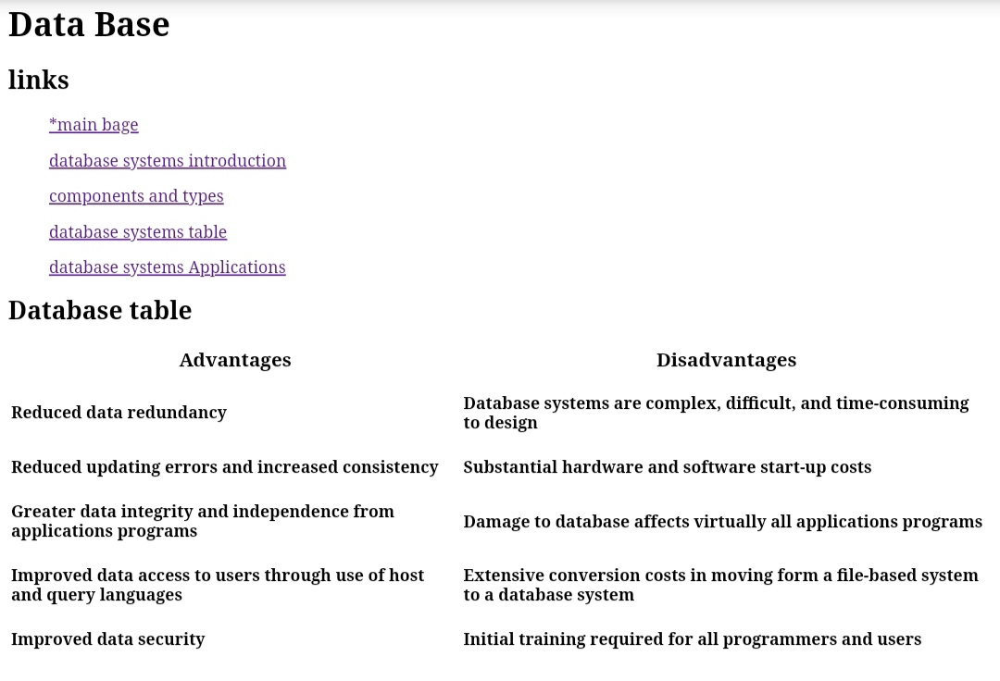 Data Base
links
*main bage
database systems introduction
components and types
database systems table
database systems Applications
Database table
Advantages
Disadvantages
Reduced data redundancy
Database systems are complex, difficult, and time-consuming
to design
Reduced updating errors and increased consistency
Substantial hardware and software start-up costs
Greater data integrity and independence from
applications programs
Damage to database affects virtually all applications programs
Improved data access to users through use of host
and query languages
Extensive conversion costs in moving form a file-based system
to a database system
Improved data security
Initial training required for all programmers and users